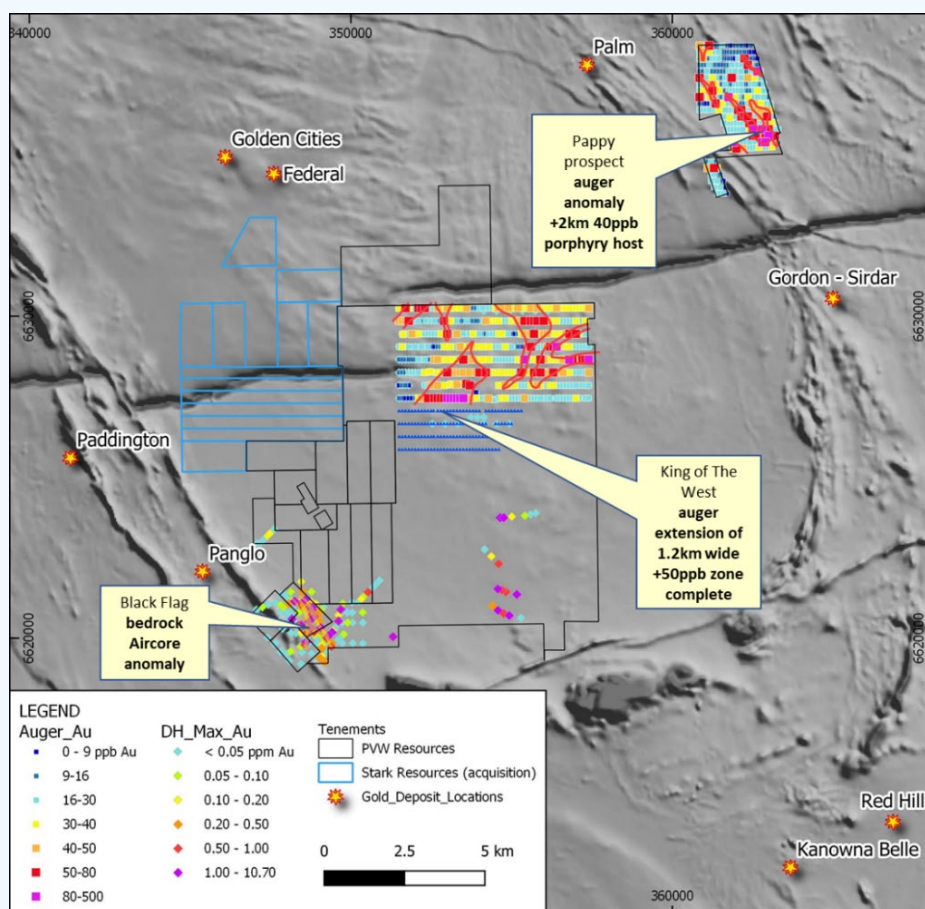 340000
350000
360000
Palm
Golden Cities
Federal
Pappy
prospect
auger
anomaly
+2km 40ppb
porphyry host
Gordon - Sirdar
6630000
6630000
Paddington
King of The
West
auger
extension of
1.2km wide
+50ppb zone
complete
Panglo
Black Flag
bedrock
Aircore
anomaly
6620000
6620000
LEGEND
Auger_Au
0 - 9 ppb Au
9-16
16-30
30-40
40-50
50-80
80-500
DH_Max_Au
< 0.05 ppm Au
0.05 - 0.10
0.10 - 0.20
0.20 - 0.50
0.50 - 1.00
1.00 - 10.70
Tenements
PVW Resources
Stark Resources (acquisition)
Gold_Deposit_Locations
0 2.5 5 km
Red Hill
Kanowna Belle
360000